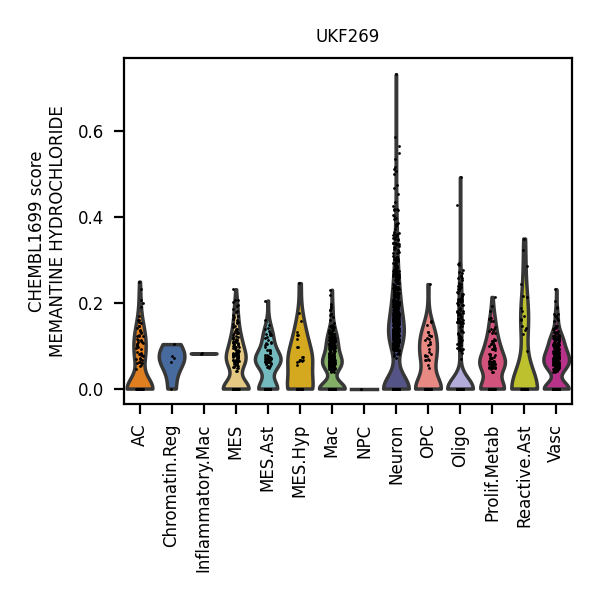 UKF269
CHEMBL1699 score
MEMANTINE HYDROCHLORIDE
0.6
0.4
0.2
0.0
AC
Chromatin.Reg
Inflammatory.Mac
MES
MES.Ast
MES.Hyp
Mac
NPC
Neuron
OPC
Oligo
Prolif.Metab
Reactive.Ast
Vasc